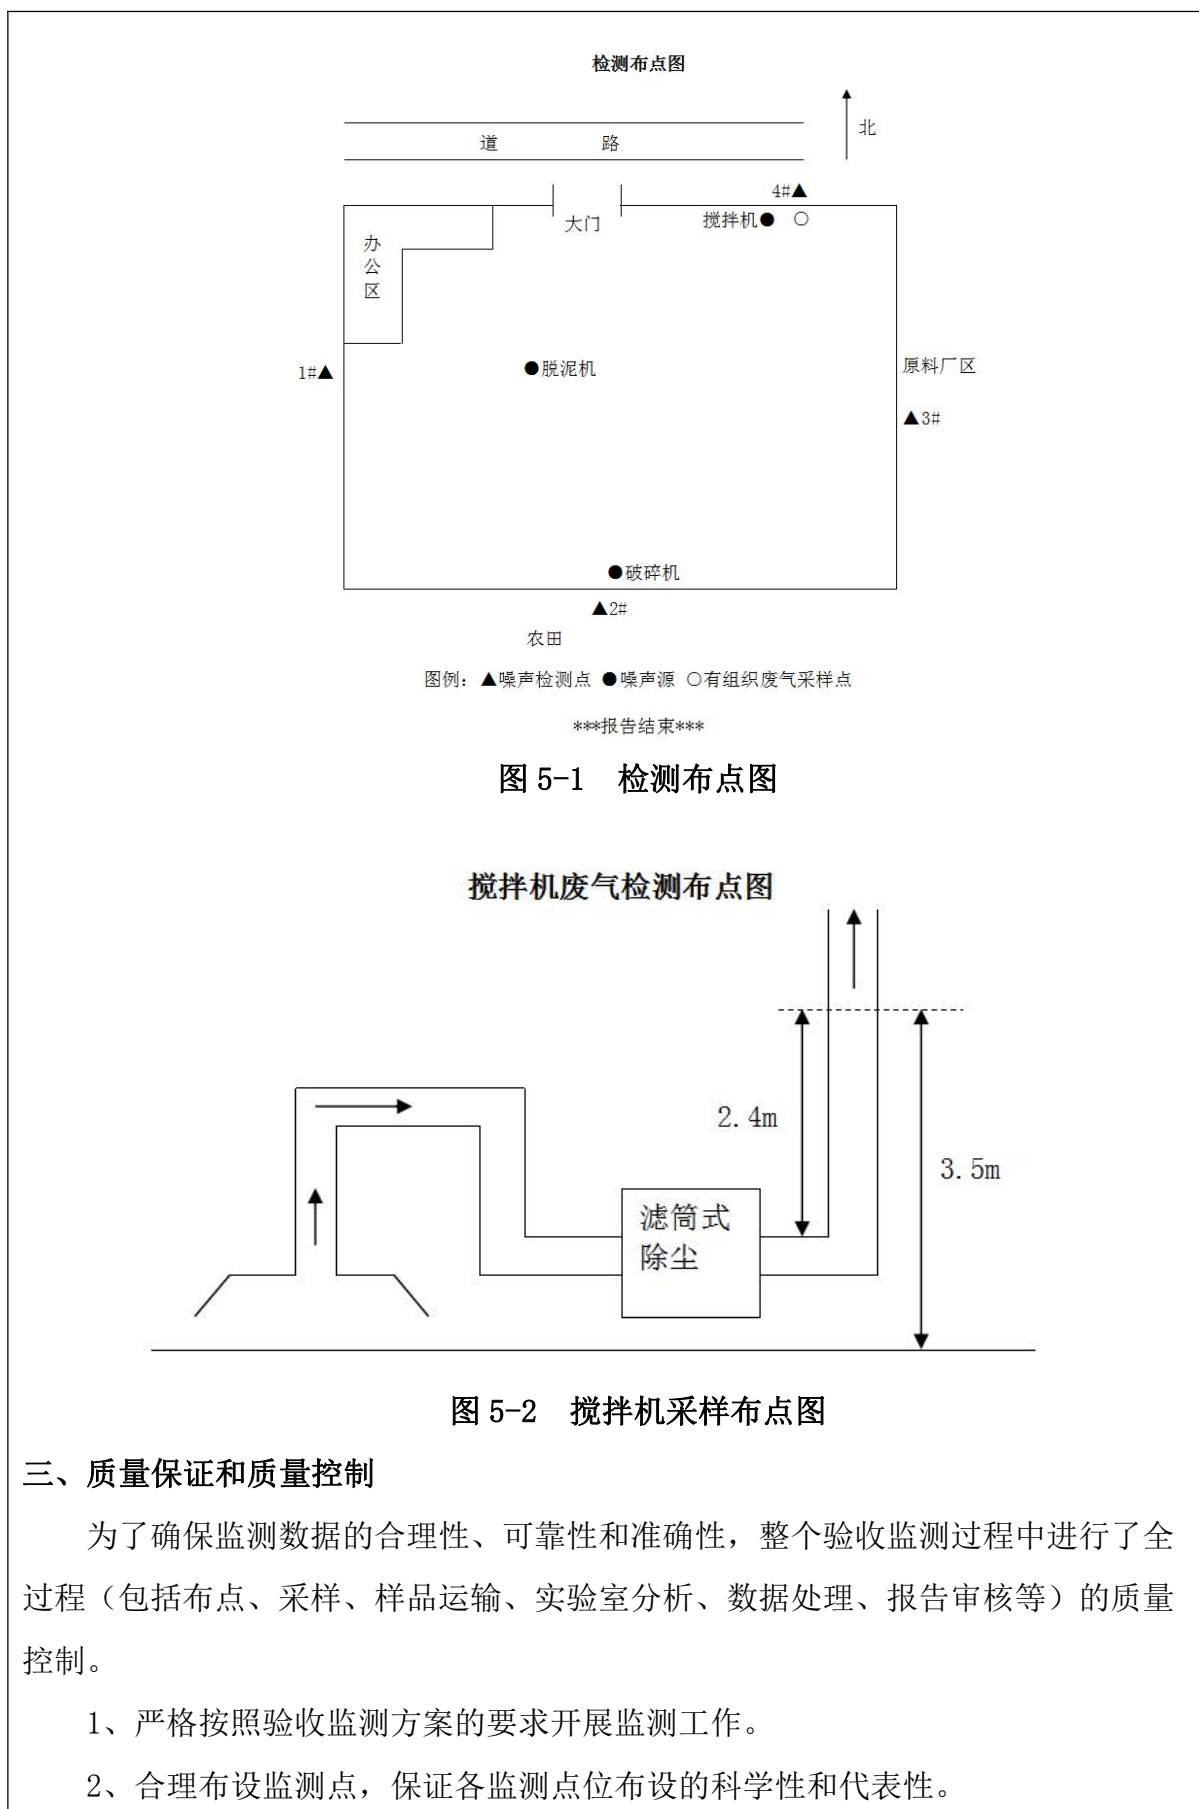 检测布点图
北
道 路
4#▲
搅拌机● ○
大门
办
公
区
1#▲
●脱泥机
原料厂区
▲3#
●破碎机
▲2#
农田
图例：▲噪声检测点 ●噪声源 ○有组织废气采样点
***报告结束***
图 5-1 检测布点图
搅拌机废气检测布点图
2.4m
3.5m
滤筒式
除尘
图 5-2 搅拌机采样布点图
三、质量保证和质量控制
为了确保监测数据的合理性、可靠性和准确性，整个验收监测过程中进行了全
过程（包括布点、采样、样品运输、实验室分析、数据处理、报告审核等）的质量
控制。
1、严格按照验收监测方案的要求开展监测工作。
2、合理布设监测点，保证各监测点位布设的科学性和代表性。